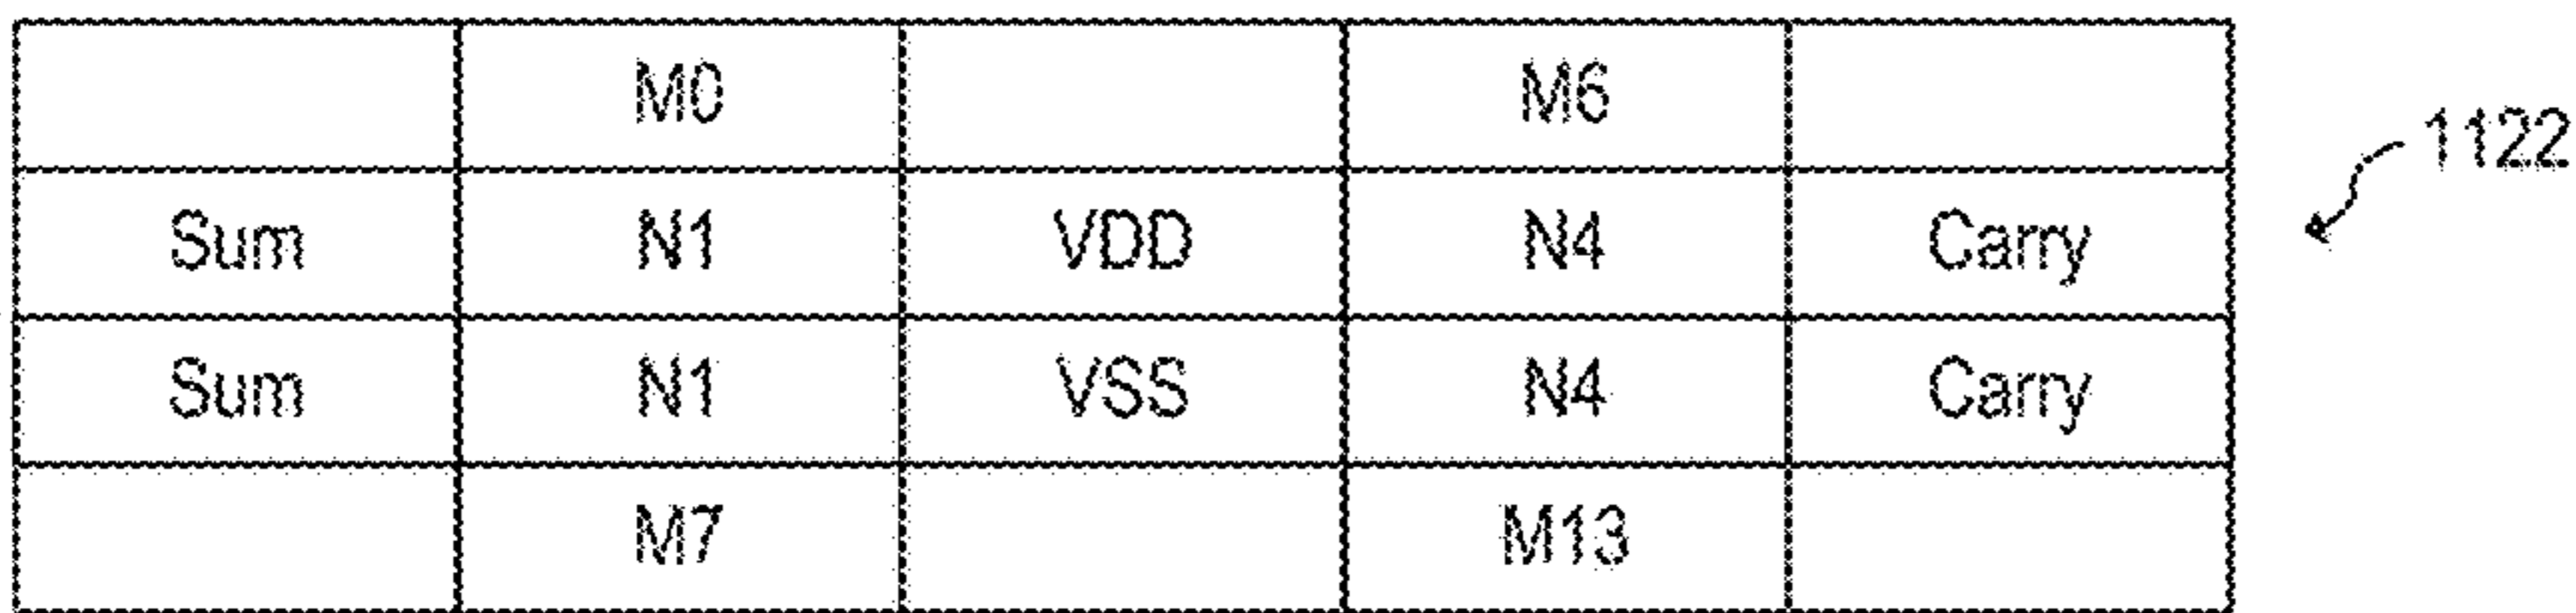 M0 M6
1122
Sum N1 VDD N4 Carry
Sum N1 VSS N4 Carry
M7 M13